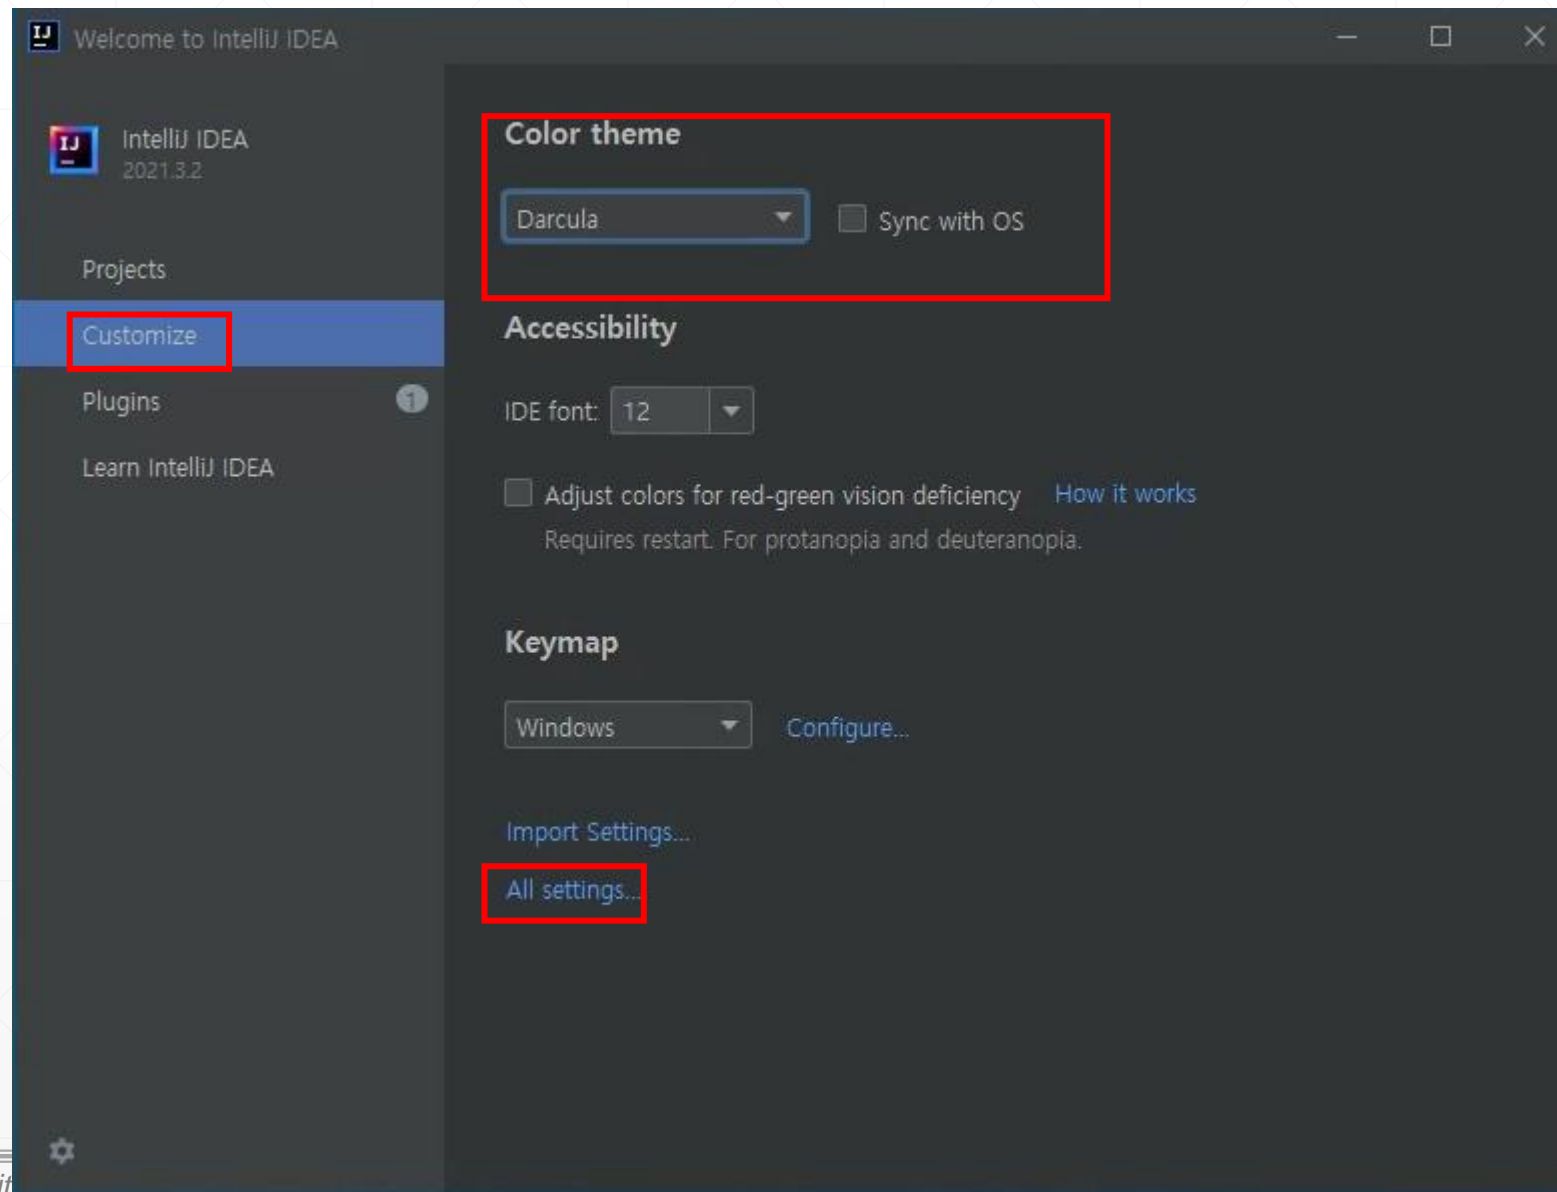 Welcome to IntelliJ IDEA
IntelliJ IDEA
2021.3.2
Projects
Customize
Plugins 1
Learn IntelliJ IDEA
Color theme
Darcula Sync with OS
Accessibility
IDE font: 12
Adjust colors for red-green vision deficiency How it works
Requires restart. For protanopia and deuteranopia.
Keymap
Windows Configure...
Import Settings...
All settings...